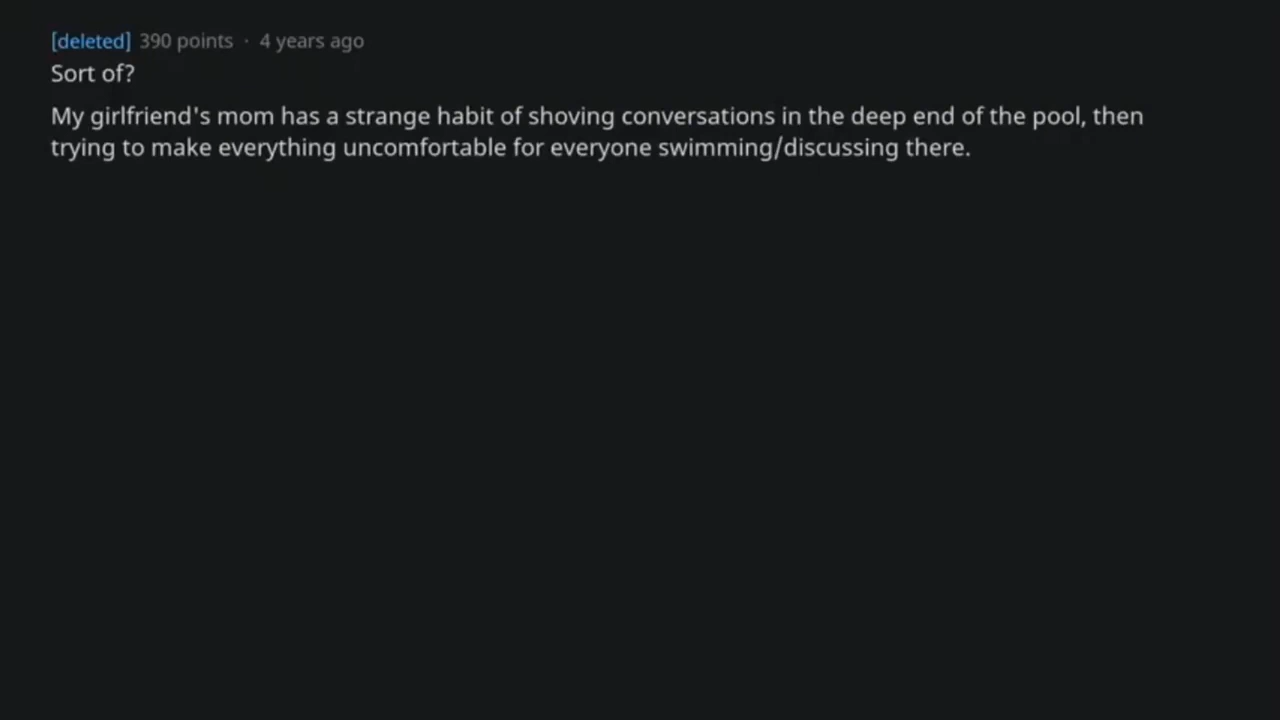 [deleted] 390 points · 4 years ago
Sort of?
My girlfriend's mom has a strange habit of shoving conversations in the deep end of the pool, then
trying to make everything uncomfortable for everyone swimming/discussing there.